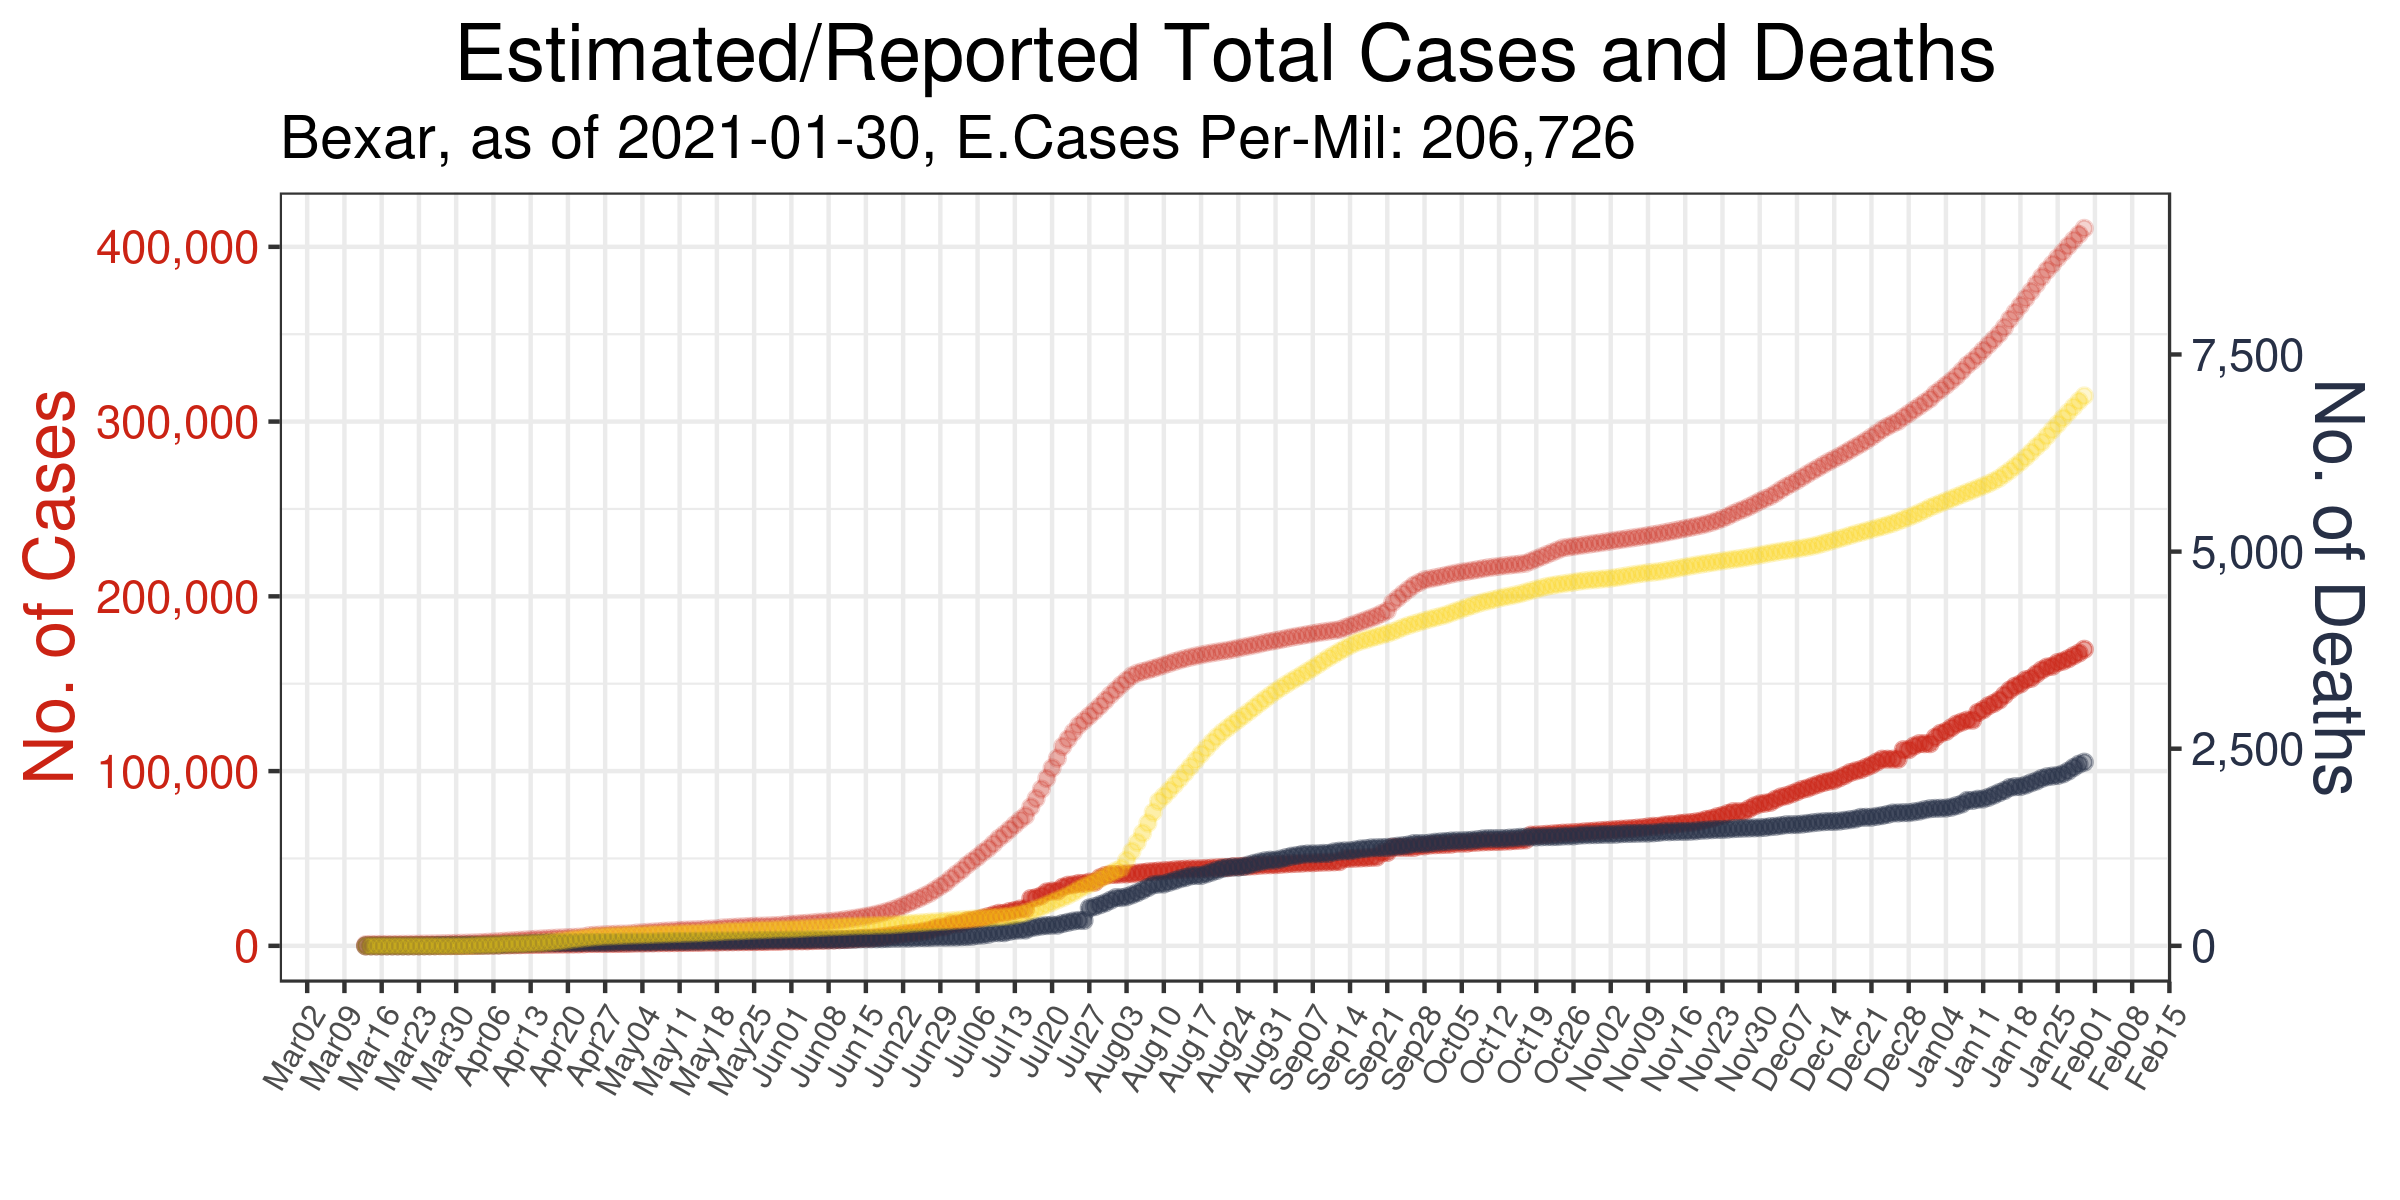 Estimated/Reported Total Cases and Deaths
Bexar, as of 2021-01-30, E.Cases Per-Mil: 206,726
No. of Cases
400,000
300,000
200,000
100,000
0
7,500
5,000
2,500
0
No. of Deaths
Mar02 Mar09 Mar16 Mar23 Mar30 Apr06 Apr13 Apr20 Apr27 May04 May11 May18 May25 Jun01 Jun08 Jun15 Jun22 Jun29 Jul06 Jul13 Jul20 Jul27 Aug03 Aug10 Aug17 Aug24 Aug31 Sep07 Sep14 Sep21 Sep28 Oct05 Oct12 Oct19 Oct26 Nov02 Nov09 Nov16 Nov23 Nov30 Dec07 Dec14 Dec21 Dec28 Jan04 Jan11 Jan18 Jan25 Feb01 Feb08 Feb15